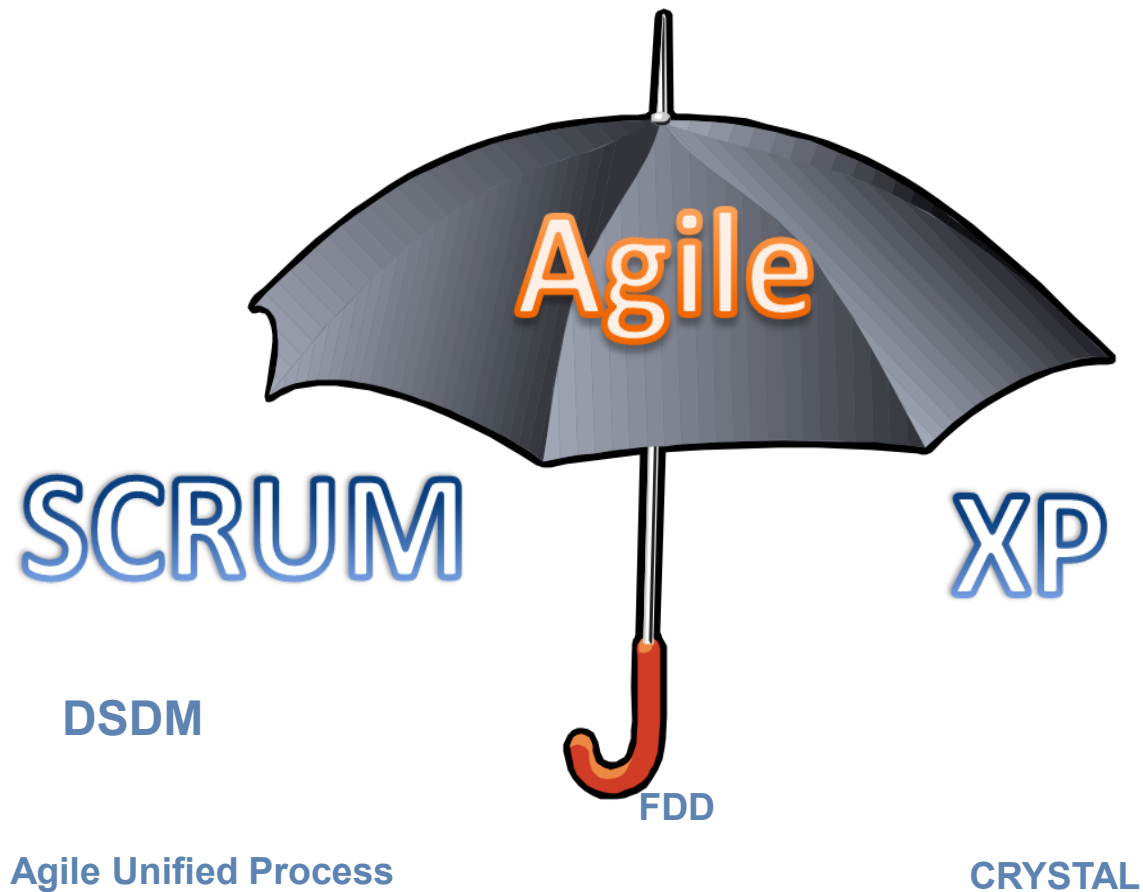 Agile
SCRUM
XP
DSDM
FDD
Agile Unified Process
CRYSTAL